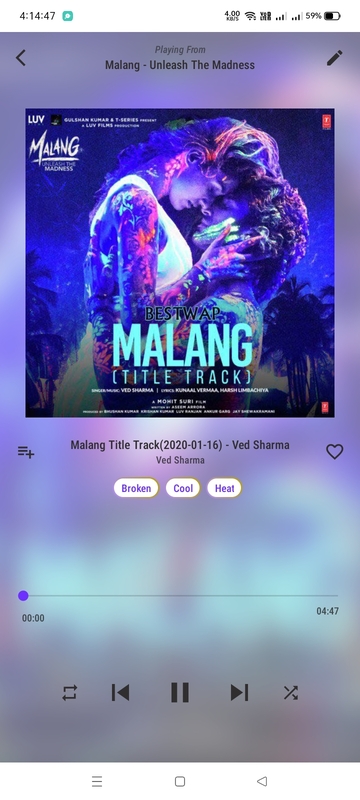 4:14:47
4.00
KB/S
59%
Playing From
Malang - Unleash The Madness
LUV
GULSHAN KUMAR & T-SERIES PRESENT
A LUV FILMS PRODUCTION
MALANG
UNLEASH THE
MADNESS
BESTWAP
MALANG
(TITLE TRACK)
SINGER/MUSIC: VED SHARMA | LYRICS: KUNAAL VERMAA, HARSH LIMBACHIYA
A MOHIT SURI FILM
WRITTEN BY ASEEM ARRORA
PRODUCED BY BHUSHAN KUMAR KRISHAN KUMAR LUV RANJAN ANKUR GARG JAY SHEWAKRAMANI
Malang Title Track(2020-01-16) - Ved Sharma
Ved Sharma
Broken
Cool
Heat
00:00
04:47